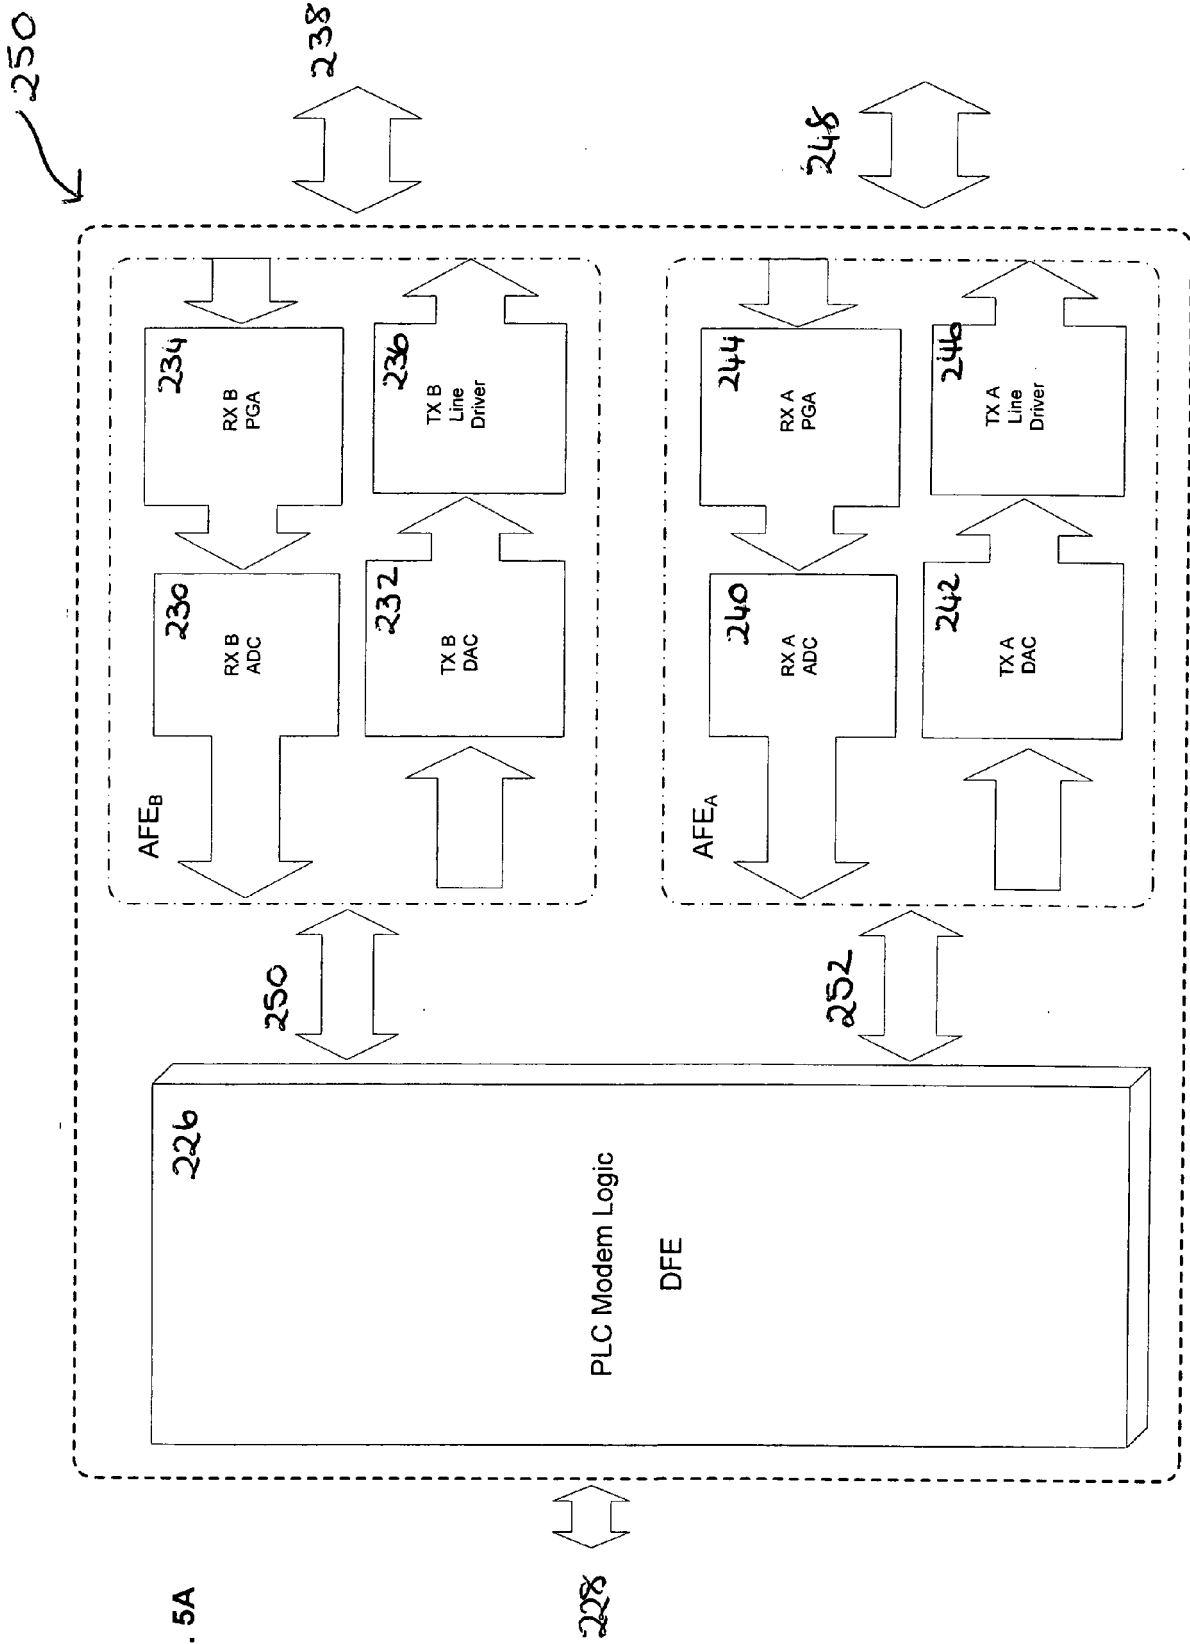 250
238
248
234
RX B
PGA
236
TX B
Line
Driver
230
RX B
ADC
232
TX B
DAC
AFEB
244
RX A
PGA
246
TX A
Line
Driver
240
RX A
ADC
242
TX A
DAC
AFEA
250
252
226
PLC Modem Logic
DFE
228
. 5A